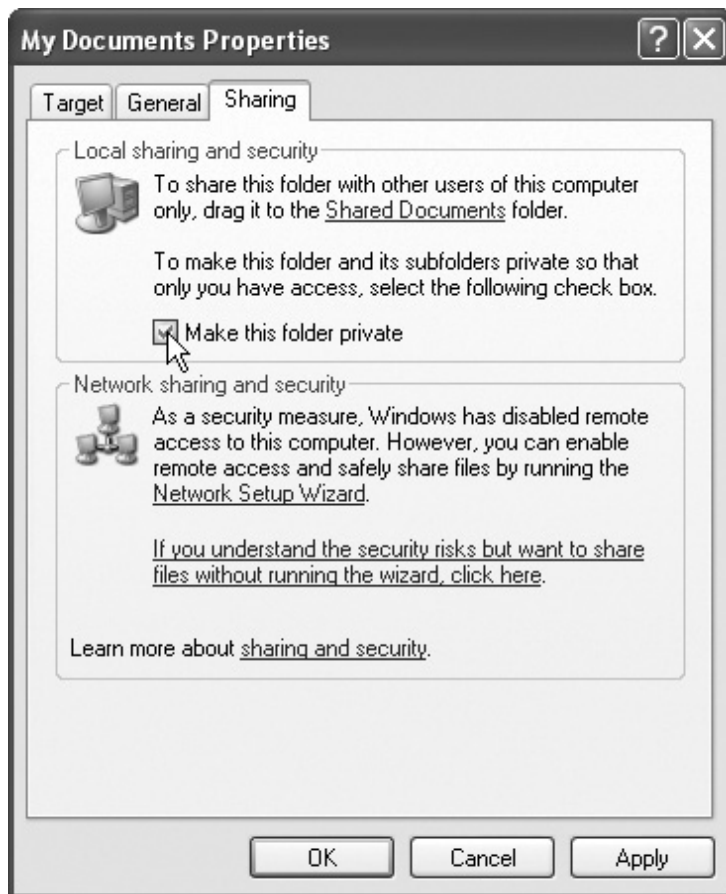 My Documents Properties
Target General Sharing
Local sharing and security
To share this folder with other users of this computer
only, drag it to the Shared Documents folder.
To make this folder and its subfolders private so that
only you have access, select the following check box.
Make this folder private
Network sharing and security
As a security measure, Windows has disabled remote
access to this computer. However, you can enable
remote access and safely share files by running the
Network Setup Wizard.
If you understand the security risks but want to share
files without running the wizard, click here.
Learn more about sharing and security.
OK Cancel Apply